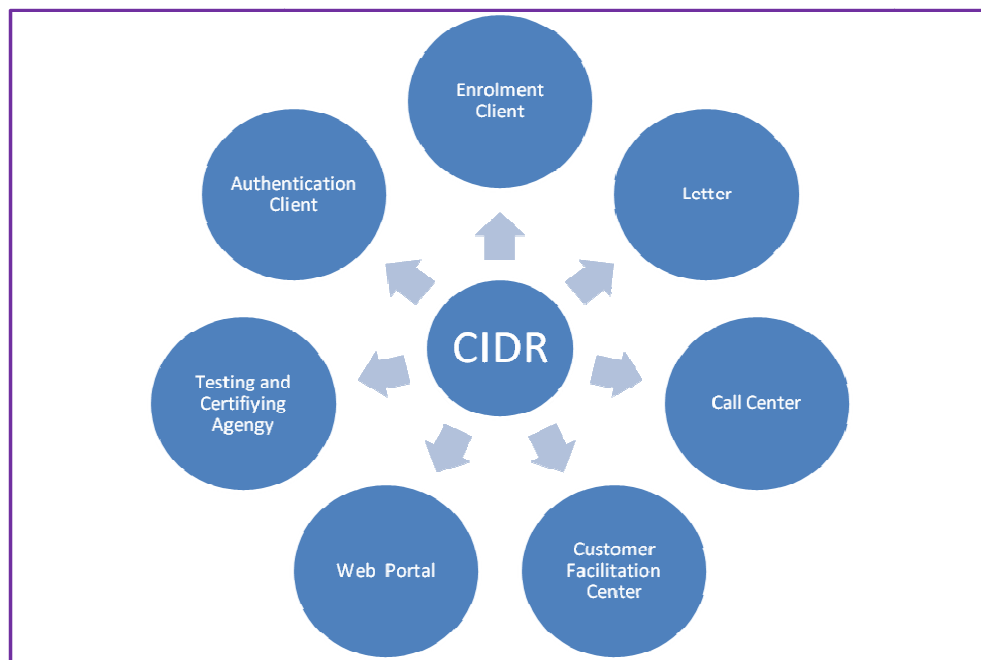 Enrolment
Client
Letter
Call Center
Customer
Facilitation
Center
Web Portal
Testing and
Certifiying
Agengy
Authentication
Client
CIDR